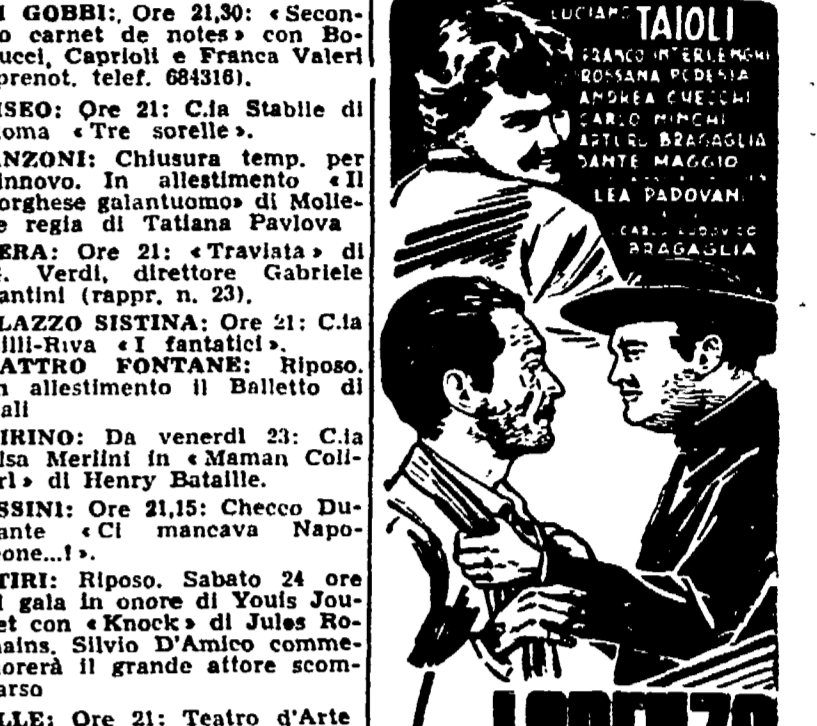 I GOBBI: Ore 21,30: «Secon-
o carnet de notes» con Bo-
ucci, Caprioli e Franca Valeri
prenot. telef. 684316).
ISEO: Ore 21: C.ia Stabile di
oma «Tre sorelle».
ANZONI: Chiusura temp. per
innovo. In allestimento «Il
orghese galantuomo» di Moliè-
e regia di Tatiana Pavlova
ERA: Ore 21: «Traviata» di
. Verdi, direttore Gabriele
antini (rappr. n. 23).
LAZZO SISTINA: Ore 21: C.ia
illi-Riva «I fantatici».
ATTRO FONTANE: Riposo.
n allestimento il Balletto di
ali
IRINO: Da venerdì 23: C.ia
lsa Merlini in «Maman Coli-
ri» di Henry Bataille.
SSINI: Ore 21,15: Checco Du-
ante «Ci mancava Napo-
eone...!».
TIRI: Riposo. Sabato 24 ore
gala in onore di Youis Jou-
et con «Knock» di Jules Ro-
ains. Silvio D'Amico comme-
orerà il grande attore scom-
arso
LLE: Ore 21: Teatro d'Arte
LUCIANO TAIOLI
FRANCO INTERLENGHI
ROSSANA PODESTA
ANDREA CHECCHI
CARLO NINCHI
ARTURO BRAGAGLIA
DANTE MAGGIO
LEA PADOVANI
CARLO LUDOVICO
BRAGAGLIA